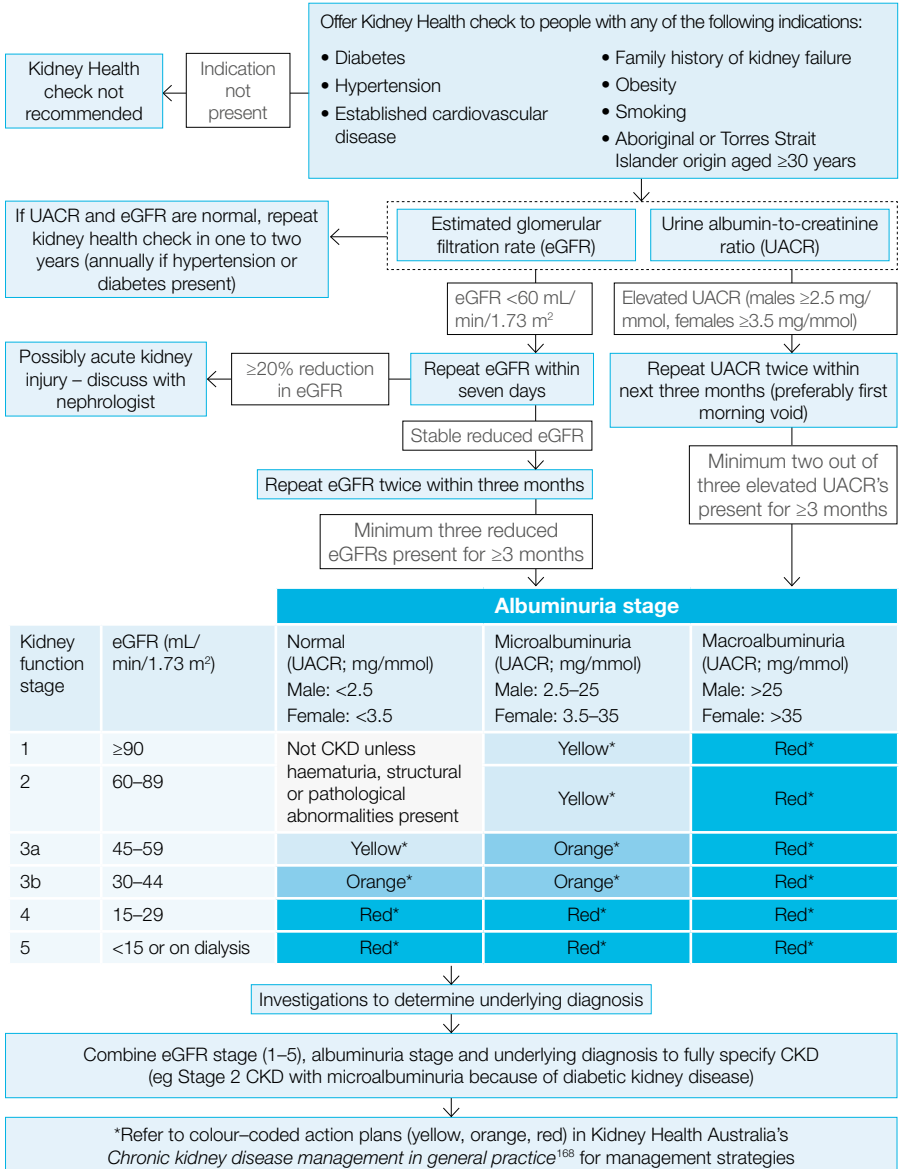 Offer Kidney Health check to people with any of the following indications:
• Diabetes
• Hypertension
• Established cardiovascular
disease
• Family history of kidney failure
• Obesity
• Smoking
• Aboriginal or Torres Strait
Islander origin aged ≥30 years
Indication
not
present
Kidney Health
check not
recommended
Estimated glomerular
filtration rate (eGFR)
Urine albumin-to-creatinine
ratio (UACR)
If UACR and eGFR are normal, repeat
kidney health check in one to two
years (annually if hypertension or
diabetes present)
eGFR <60 mL/
min/1.73 m²
Elevated UACR (males ≥2.5 mg/
mmol, females ≥3.5 mg/mmol)
Repeat eGFR within
seven days
≥20% reduction
in eGFR
Possibly acute kidney
injury – discuss with
nephrologist
Repeat UACR twice within
next three months (preferably first
morning void)
Stable reduced eGFR
Repeat eGFR twice within three months
Minimum three reduced
eGFRs present for ≥3 months
Minimum two out of
three elevated UACR's
present for ≥3 months
Albuminuria stage
Kidney
function
stage
eGFR (mL/
min/1.73 m²)
Normal
(UACR; mg/mmol)
Male: <2.5
Female: <3.5
Microalbuminuria
(UACR; mg/mmol)
Male: 2.5–25
Female: 3.5–35
Macroalbuminuria
(UACR; mg/mmol)
Male: >25
Female: >35
1 ≥90 Not CKD unless Yellow* Red*
haematuria, structural
2 60–89 or pathological Yellow* Red*
abnormalities present
3a 45–59 Yellow* Orange* Red*
3b 30–44 Orange* Orange* Red*
4 15–29 Red* Red* Red*
5 <15 or on dialysis Red* Red* Red*
Investigations to determine underlying diagnosis
Combine eGFR stage (1–5), albuminuria stage and underlying diagnosis to fully specify CKD
(eg Stage 2 CKD with microalbuminuria because of diabetic kidney disease)
*Refer to colour–coded action plans (yellow, orange, red) in Kidney Health Australia's
Chronic kidney disease management in general practice¹⁶⁸ for management strategies